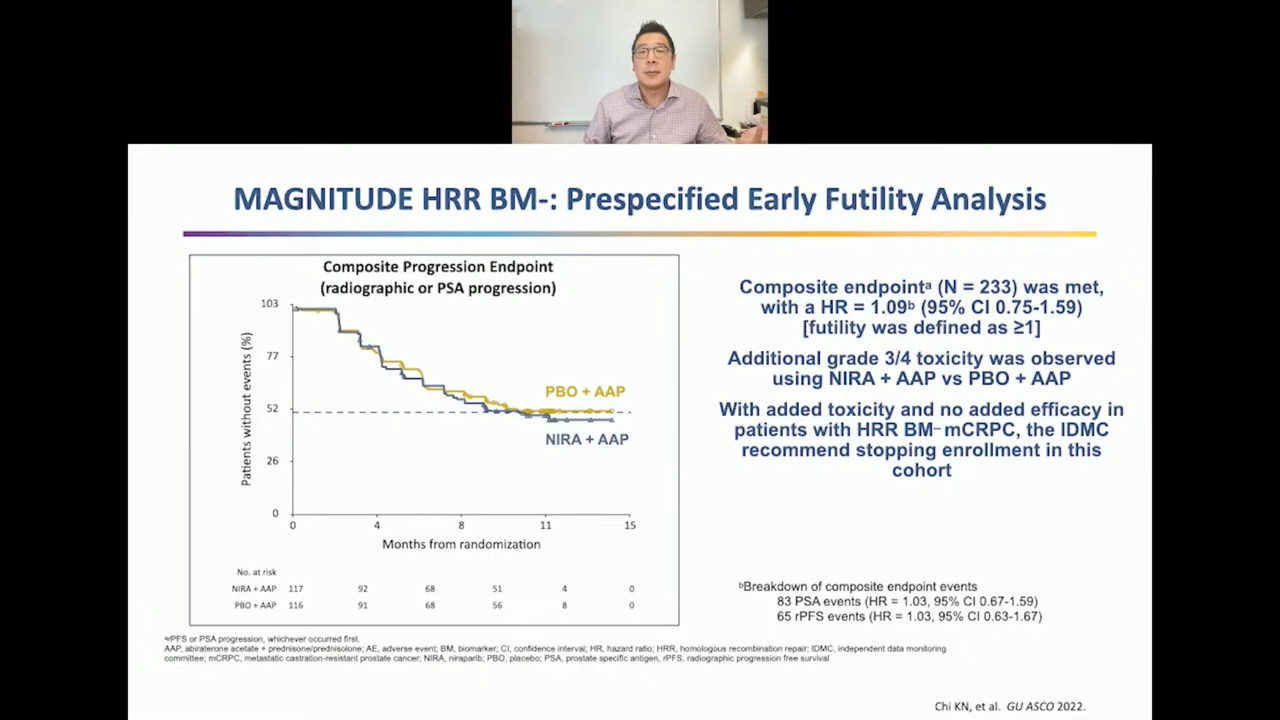 MAGNITUDE HRR BM-: Prespecified Early Futility Analysis
Composite Progression Endpoint
(radiographic or PSA progression)
103
77
52
26
0
Patients without events (%)
PBO + AAP
NIRA + AAP
0 4 8 11 15
Months from randomization
No. at risk
NIRA + AAP 117 92 68 51 4 0
PBO + AAP 116 91 68 56 8 0
Composite endpointᵃ (N = 233) was met,
with a HR = 1.09ᵇ (95% CI 0.75-1.59)
[futility was defined as ≥1]
Additional grade 3/4 toxicity was observed
using NIRA + AAP vs PBO + AAP
With added toxicity and no added efficacy in
patients with HRR BM⁻ mCRPC, the IDMC
recommend stopping enrollment in this
cohort
ᵇBreakdown of composite endpoint events
83 PSA events (HR = 1.03, 95% CI 0.67-1.59)
65 rPFS events (HR = 1.03, 95% CI 0.63-1.67)
ᵃrPFS or PSA progression, whichever occurred first.
AAP, abiraterone acetate + prednisone/prednisolone; AE, adverse event; BM, biomarker; CI, confidence interval; HR, hazard ratio; HRR, homologous recombination repair; IDMC, independent data monitoring
committee; mCRPC, metastatic castration-resistant prostate cancer; NIRA, niraparib; PBO, placebo; PSA, prostate specific antigen, rPFS, radiographic progression free survival
Chi KN, et al. GU ASCO 2022.